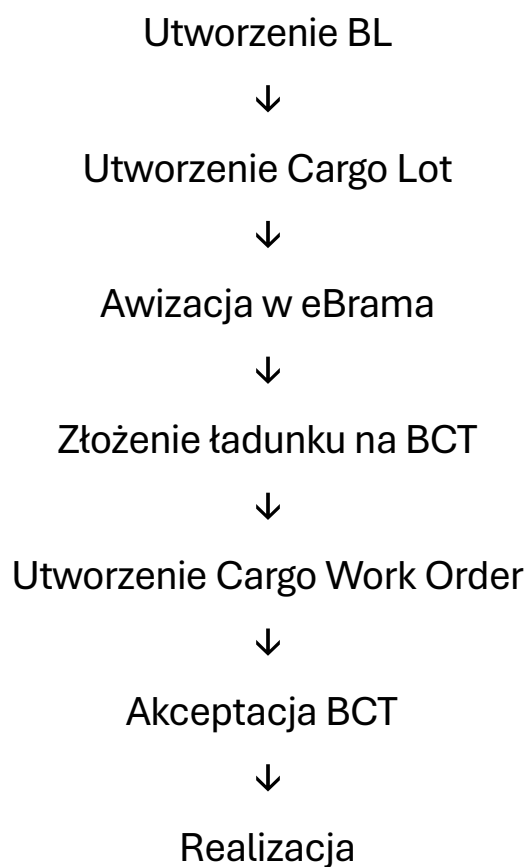 Utworzenie BL
↓
Utworzenie Cargo Lot
↓
Awizacja w eBrama
↓
Złożenie ładunku na BCT
↓
Utworzenie Cargo Work Order
↓
Akceptacja BCT
↓
Realizacja